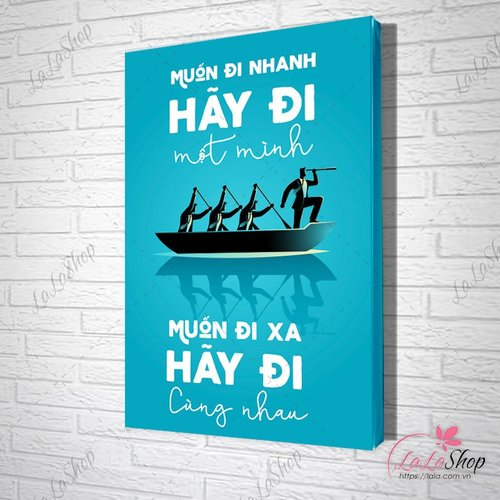 MUỐN ĐI NHANH
HÃY ĐI
một mình
MUỐN ĐI XA
HÃY ĐI
Cùng nhau
LaLaShop
https://lala.com.vn
LaLaShop
LaLaShop
LaLaShop
LaLaShop